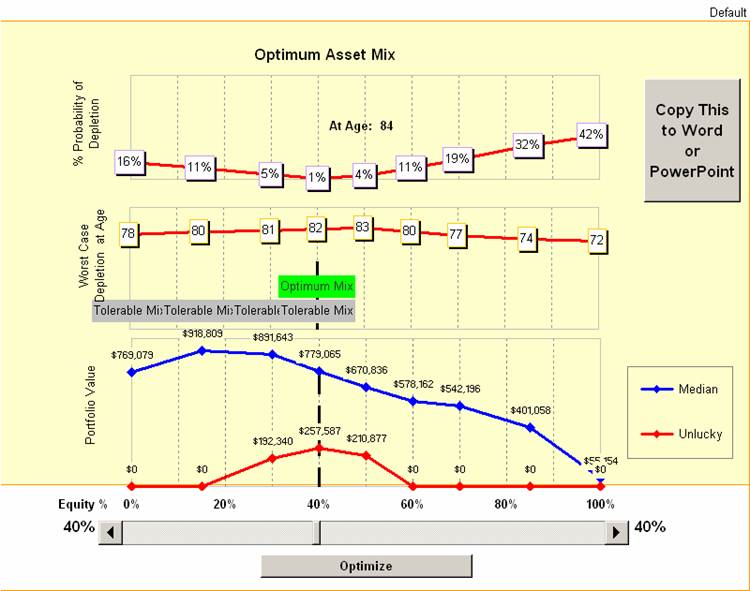 Default
Optimum Asset Mix
% Probability of
Depletion
At Age: 84
16% 11% 5% 1% 4% 11% 19% 32% 42%
Copy This
to Word
or
PowerPoint
Worst Case
Depletion at Age
78 80 81 82 83 80 77 74 72
Optimum Mix
Tolerable Mix Tolerable Mix Tolerable Tolerable Mix
Portfolio Value
$769,079 $918,809 $891,643 $779,065 $670,836 $578,162 $542,196 $401,058
$0 $0 $192,340 $257,587 $210,877 $0 $0 $0 $0
Median
Unlucky
Equity % 0% 20% 40% 60% 80% 100%
40% 40%
Optimize